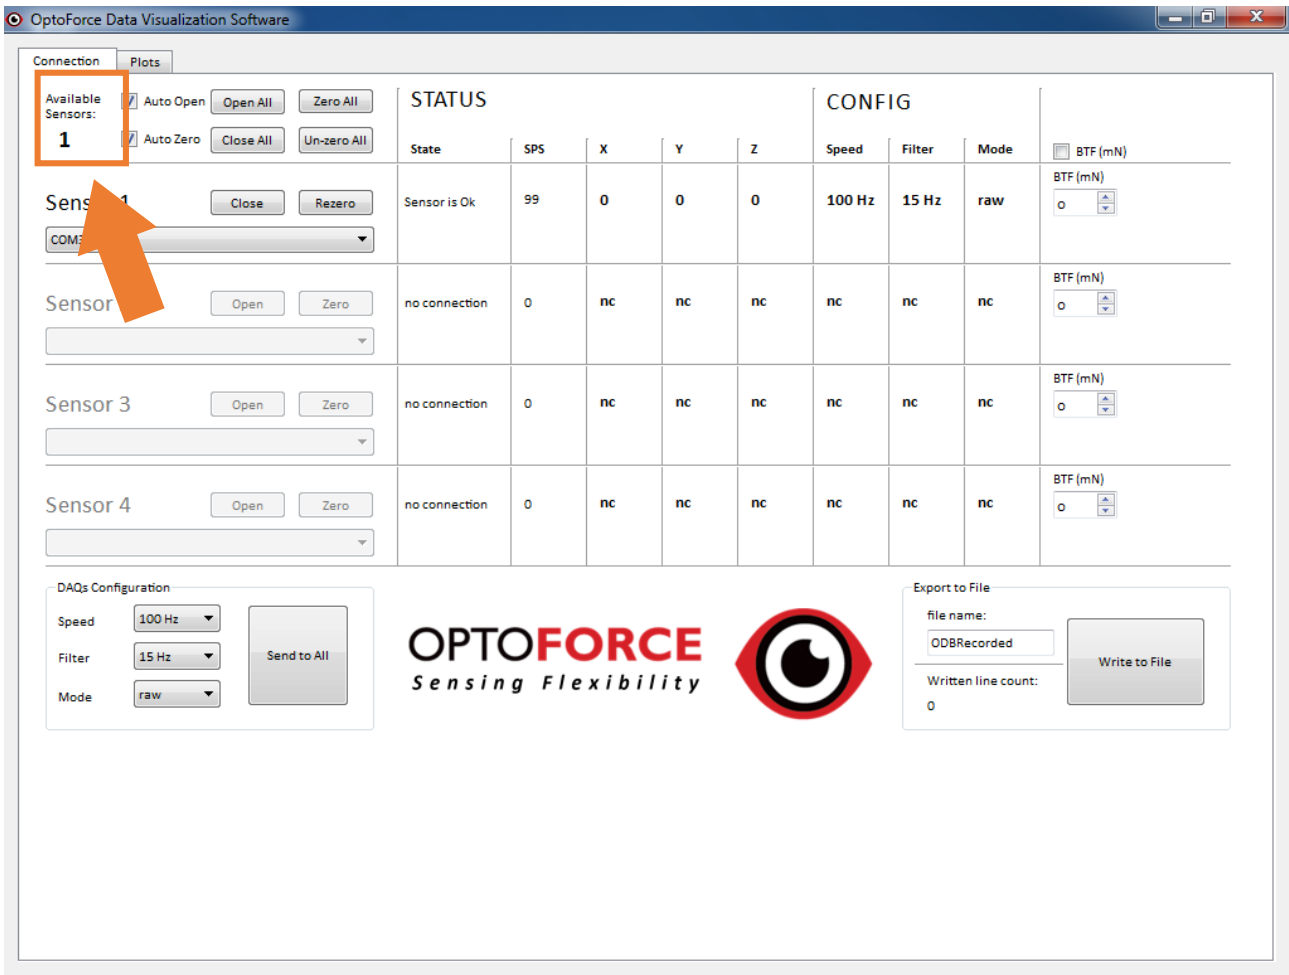 OptoForce Data Visualization Software
Connection Plots
Available Sensors:
1
Auto Open Open All Zero All
Auto Zero Close All Un-zero All
STATUS CONFIG
State SPS X Y Z Speed Filter Mode BTF (mN)
Close Rezero Sensor is Ok 99 0 0 0 100 Hz 15 Hz raw
BTF (mN)
0
Sensor Open Zero no connection 0 nc nc nc nc nc nc
BTF (mN)
0
Sensor 3 Open Zero no connection 0 nc nc nc nc nc nc
BTF (mN)
0
Sensor 4 Open Zero no connection 0 nc nc nc nc nc nc
BTF (mN)
0
DAQs Configuration
Speed 100 Hz
Filter 15 Hz
Mode raw
Send to All
OPTOFORCE
Sensing Flexibility
Export to File
file name:
ODBRecorded
Written line count:
0
Write to File